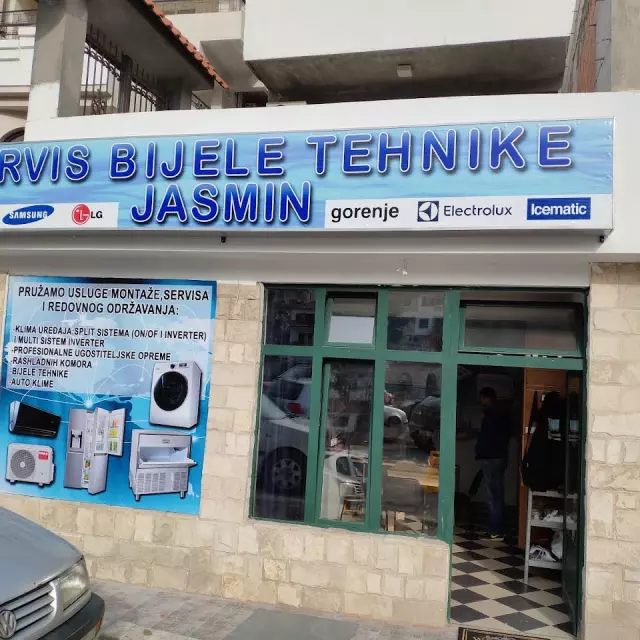 RVIS BIJELE TEHNIKE
JASMIN
SAMSUNG LG gorenje Electrolux Icematic
PRUŽAMO USLUGE MONTAŽE,SERVISA
I REDOVNOG ODRŽAVANJA:
-KLIMA UREĐAJA:SPLIT SISTEMA (ON/OF I INVERTER)
I MULTI SISTEM INVERTER
-PROFESIONALNE UGOSTITELJSKE OPREME
-RASHLADNIH KOMORA
-BIJELE TEHNIKE
-AUTO KLIME